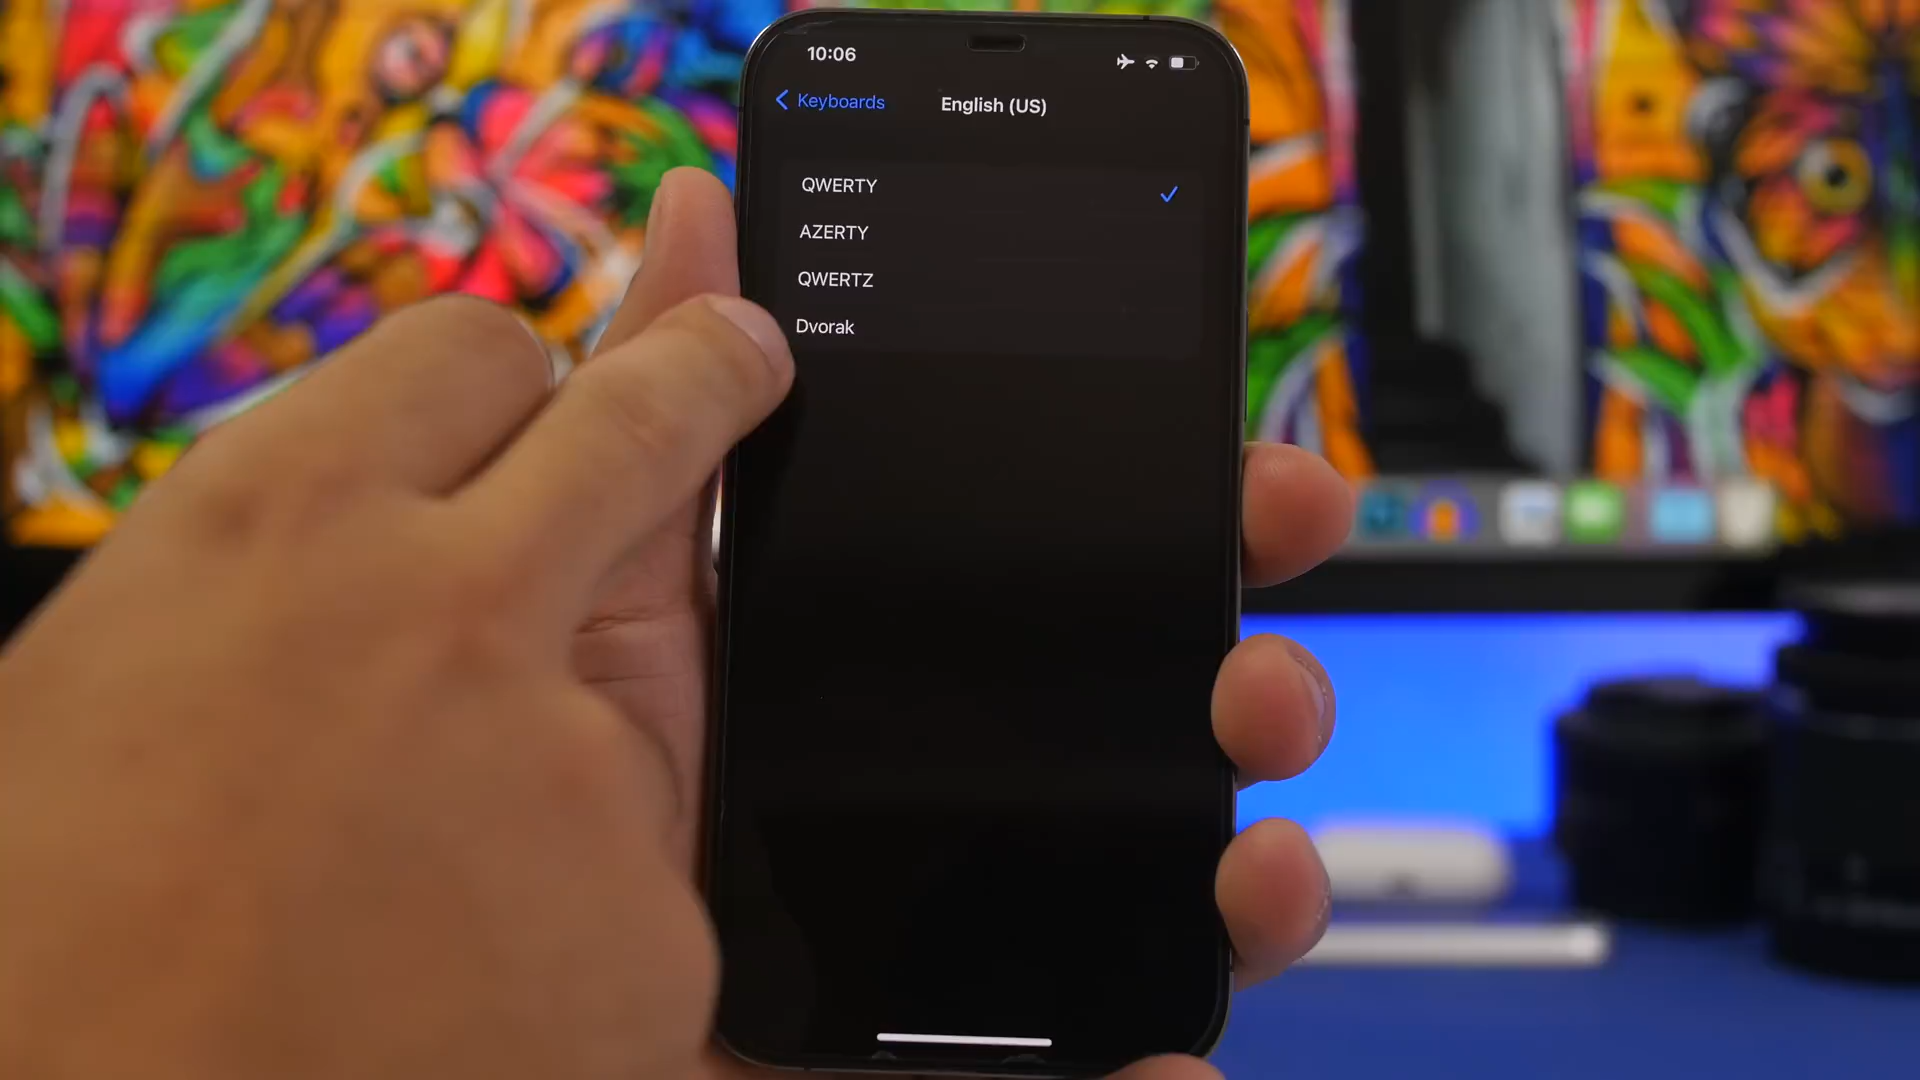 10:06
Keyboards
English (US)
QWERTY
AZERTY
QWERTZ
Dvorak